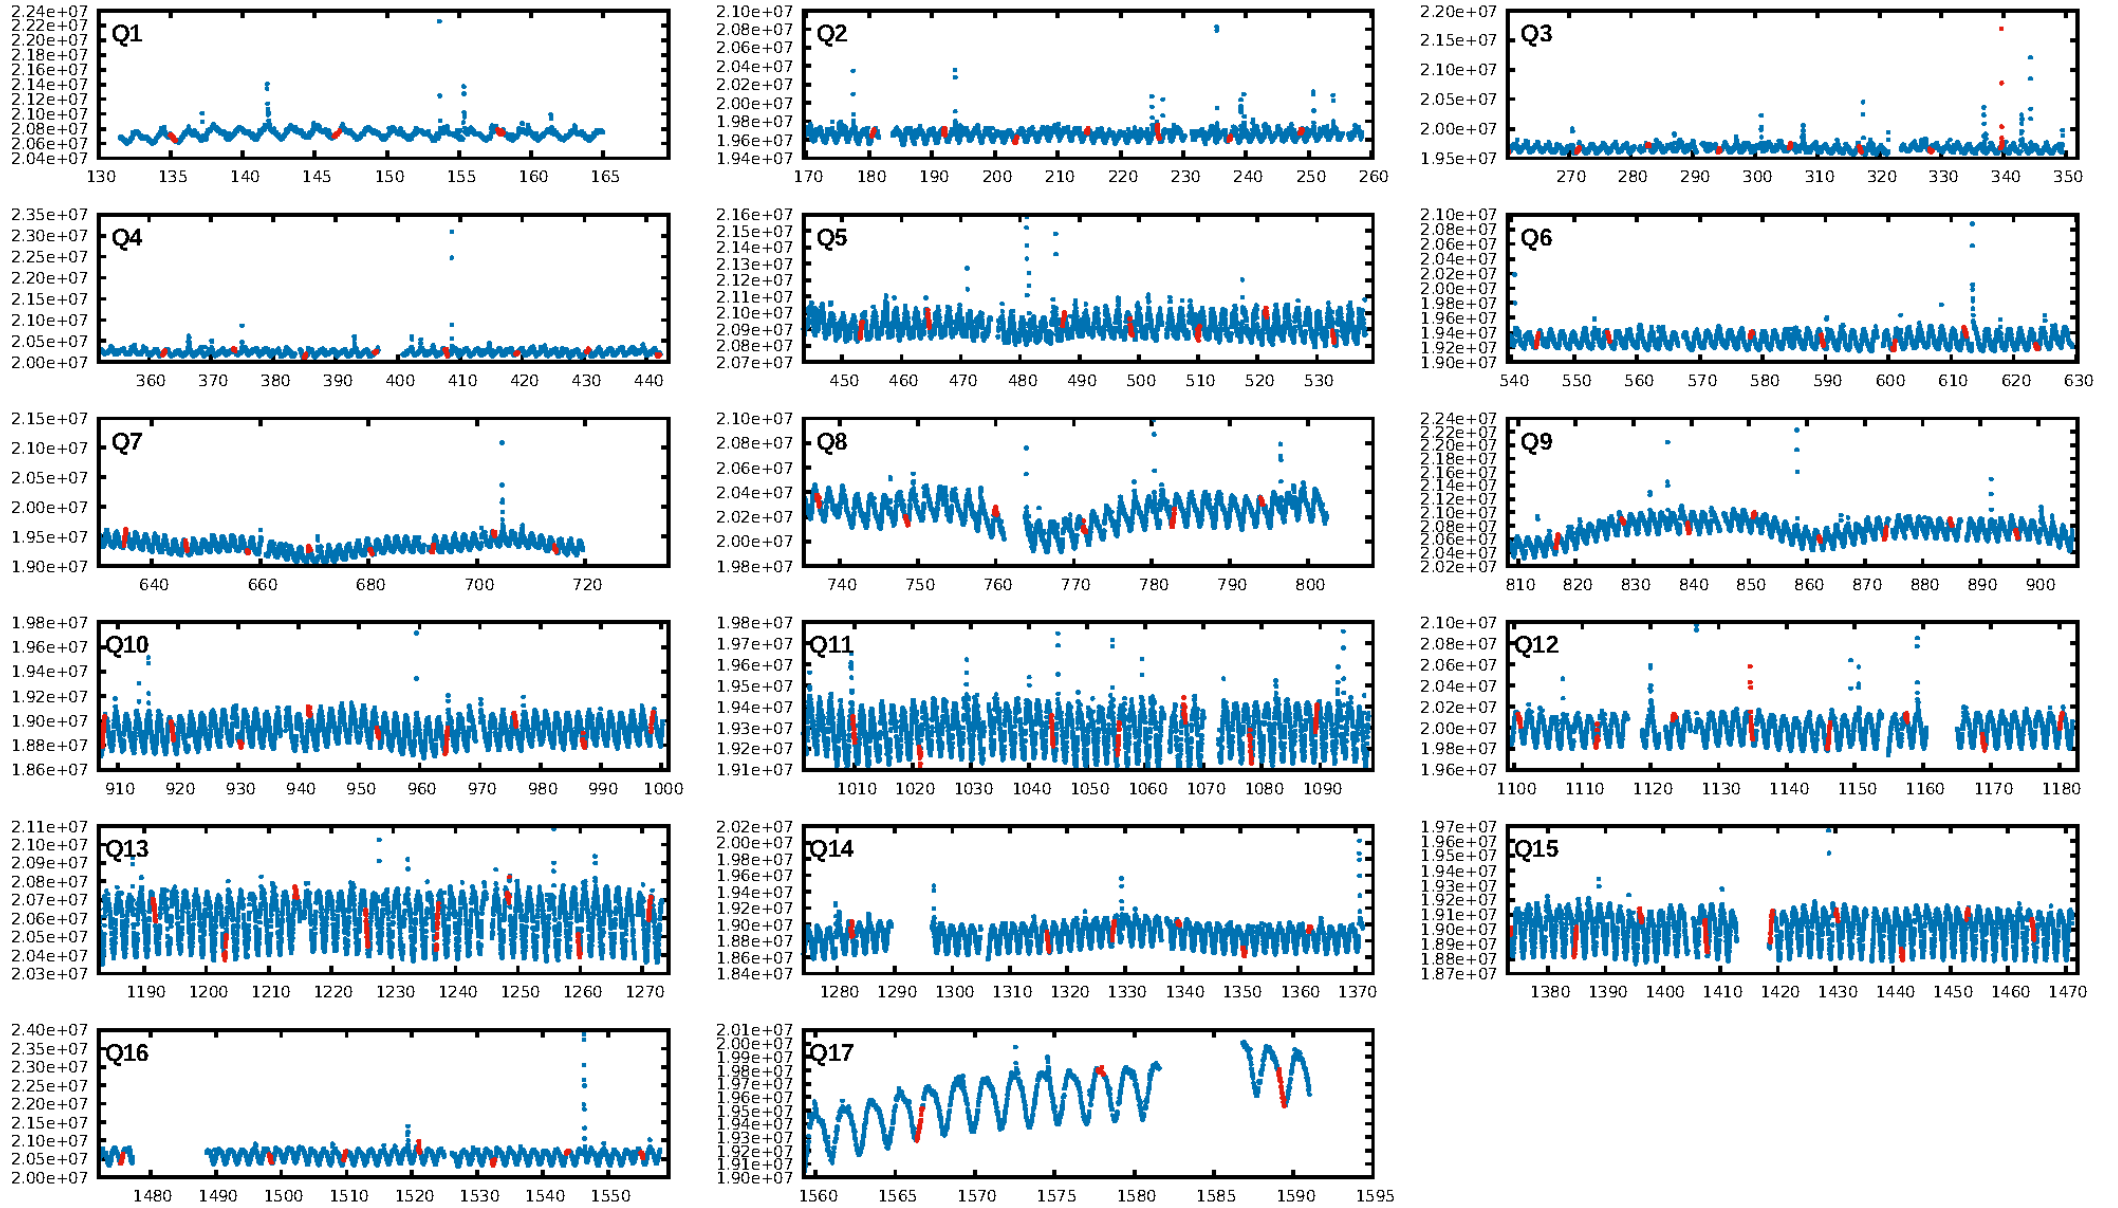 Q1
2.24e+07
2.22e+07
2.20e+07
2.18e+07
2.16e+07
2.14e+07
2.12e+07
2.10e+07
2.08e+07
2.06e+07
2.04e+07
130 135 140 145 150 155 160 165
Q2
2.10e+07
2.08e+07
2.06e+07
2.04e+07
2.02e+07
2.00e+07
1.98e+07
1.96e+07
1.94e+07
170 180 190 200 210 220 230 240 250 260
Q3
2.20e+07
2.15e+07
2.10e+07
2.05e+07
2.00e+07
1.95e+07
270 280 290 300 310 320 330 340 350
Q4
2.35e+07
2.30e+07
2.25e+07
2.20e+07
2.15e+07
2.10e+07
2.05e+07
2.00e+07
360 370 380 390 400 410 420 430 440
Q5
2.16e+07
2.15e+07
2.14e+07
2.13e+07
2.12e+07
2.11e+07
2.10e+07
2.09e+07
2.08e+07
2.07e+07
450 460 470 480 490 500 510 520 530
Q6
2.10e+07
2.08e+07
2.06e+07
2.04e+07
2.02e+07
2.00e+07
1.98e+07
1.96e+07
1.94e+07
1.92e+07
1.90e+07
540 550 560 570 580 590 600 610 620 630
Q7
2.15e+07
2.10e+07
2.05e+07
2.00e+07
1.95e+07
1.90e+07
640 660 680 700 720
Q8
2.10e+07
2.08e+07
2.06e+07
2.04e+07
2.02e+07
2.00e+07
1.98e+07
740 750 760 770 780 790 800
Q9
2.24e+07
2.22e+07
2.20e+07
2.18e+07
2.16e+07
2.14e+07
2.12e+07
2.10e+07
2.08e+07
2.06e+07
2.04e+07
2.02e+07
810 820 830 840 850 860 870 880 890 900
Q10
1.98e+07
1.96e+07
1.94e+07
1.92e+07
1.90e+07
1.88e+07
1.86e+07
910 920 930 940 950 960 970 980 990 1000
Q11
1.98e+07
1.97e+07
1.96e+07
1.95e+07
1.94e+07
1.93e+07
1.92e+07
1.91e+07
1010 1020 1030 1040 1050 1060 1070 1080 1090
Q12
2.10e+07
2.08e+07
2.06e+07
2.04e+07
2.02e+07
2.00e+07
1.98e+07
1.96e+07
1100 1110 1120 1130 1140 1150 1160 1170 1180
Q13
2.11e+07
2.10e+07
2.09e+07
2.08e+07
2.07e+07
2.06e+07
2.05e+07
2.04e+07
2.03e+07
1190 1200 1210 1220 1230 1240 1250 1260 1270
Q14
2.02e+07
2.00e+07
1.98e+07
1.96e+07
1.94e+07
1.92e+07
1.90e+07
1.88e+07
1.86e+07
1.84e+07
1280 1290 1300 1310 1320 1330 1340 1350 1360 1370
Q15
1.97e+07
1.96e+07
1.95e+07
1.94e+07
1.93e+07
1.92e+07
1.91e+07
1.90e+07
1.89e+07
1.88e+07
1.87e+07
1380 1390 1400 1410 1420 1430 1440 1450 1460 1470
Q16
2.40e+07
2.35e+07
2.30e+07
2.25e+07
2.20e+07
2.15e+07
2.10e+07
2.05e+07
2.00e+07
1480 1490 1500 1510 1520 1530 1540 1550
Q17
2.01e+07
2.00e+07
1.99e+07
1.98e+07
1.97e+07
1.96e+07
1.95e+07
1.94e+07
1.93e+07
1.92e+07
1.91e+07
1.90e+07
1560 1565 1570 1575 1580 1585 1590 1595